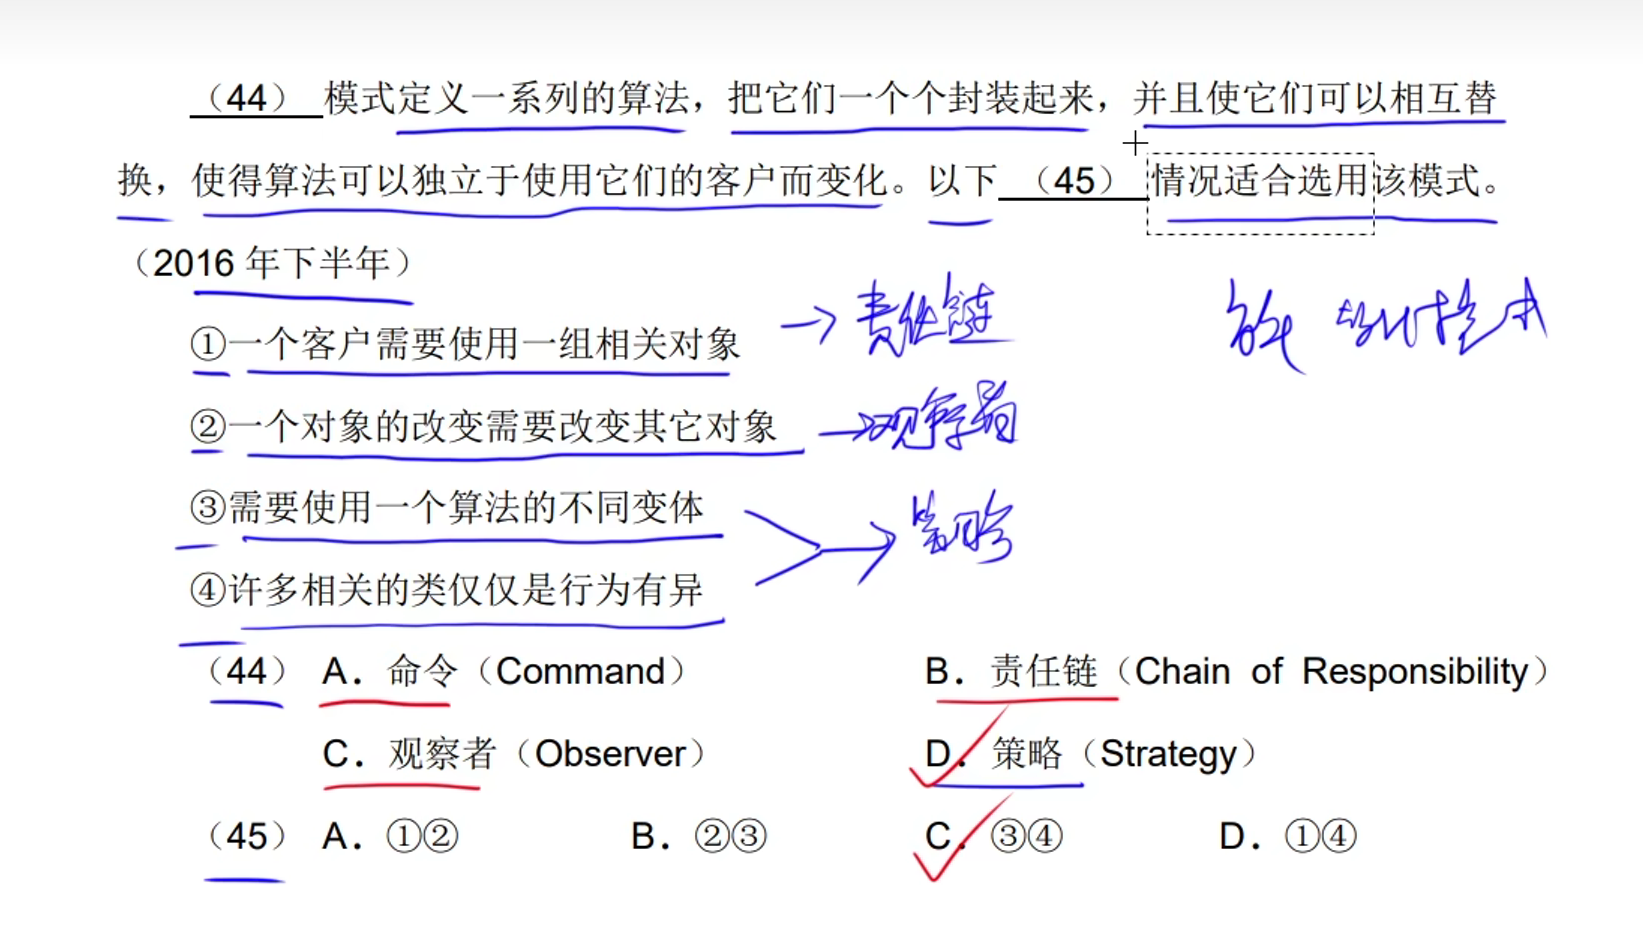 （44）模式定义一系列的算法，把它们一个个封装起来，并且使它们可以相互替
换，使得算法可以独立于使用它们的客户而变化。以下（45）情况适合选用该模式。
（2016 年下半年）
①一个客户需要使用一组相关对象 → 责任链
②一个对象的改变需要改变其它对象 → 观察者
③需要使用一个算法的不同变体
④许多相关的类仅仅是行为有异 → 策略
（44） A. 命令（Command） B. 责任链（Chain of Responsibility）
C. 观察者（Observer） D. 策略（Strategy）
（45） A. ①② B. ②③ C. ③④ D. ①④